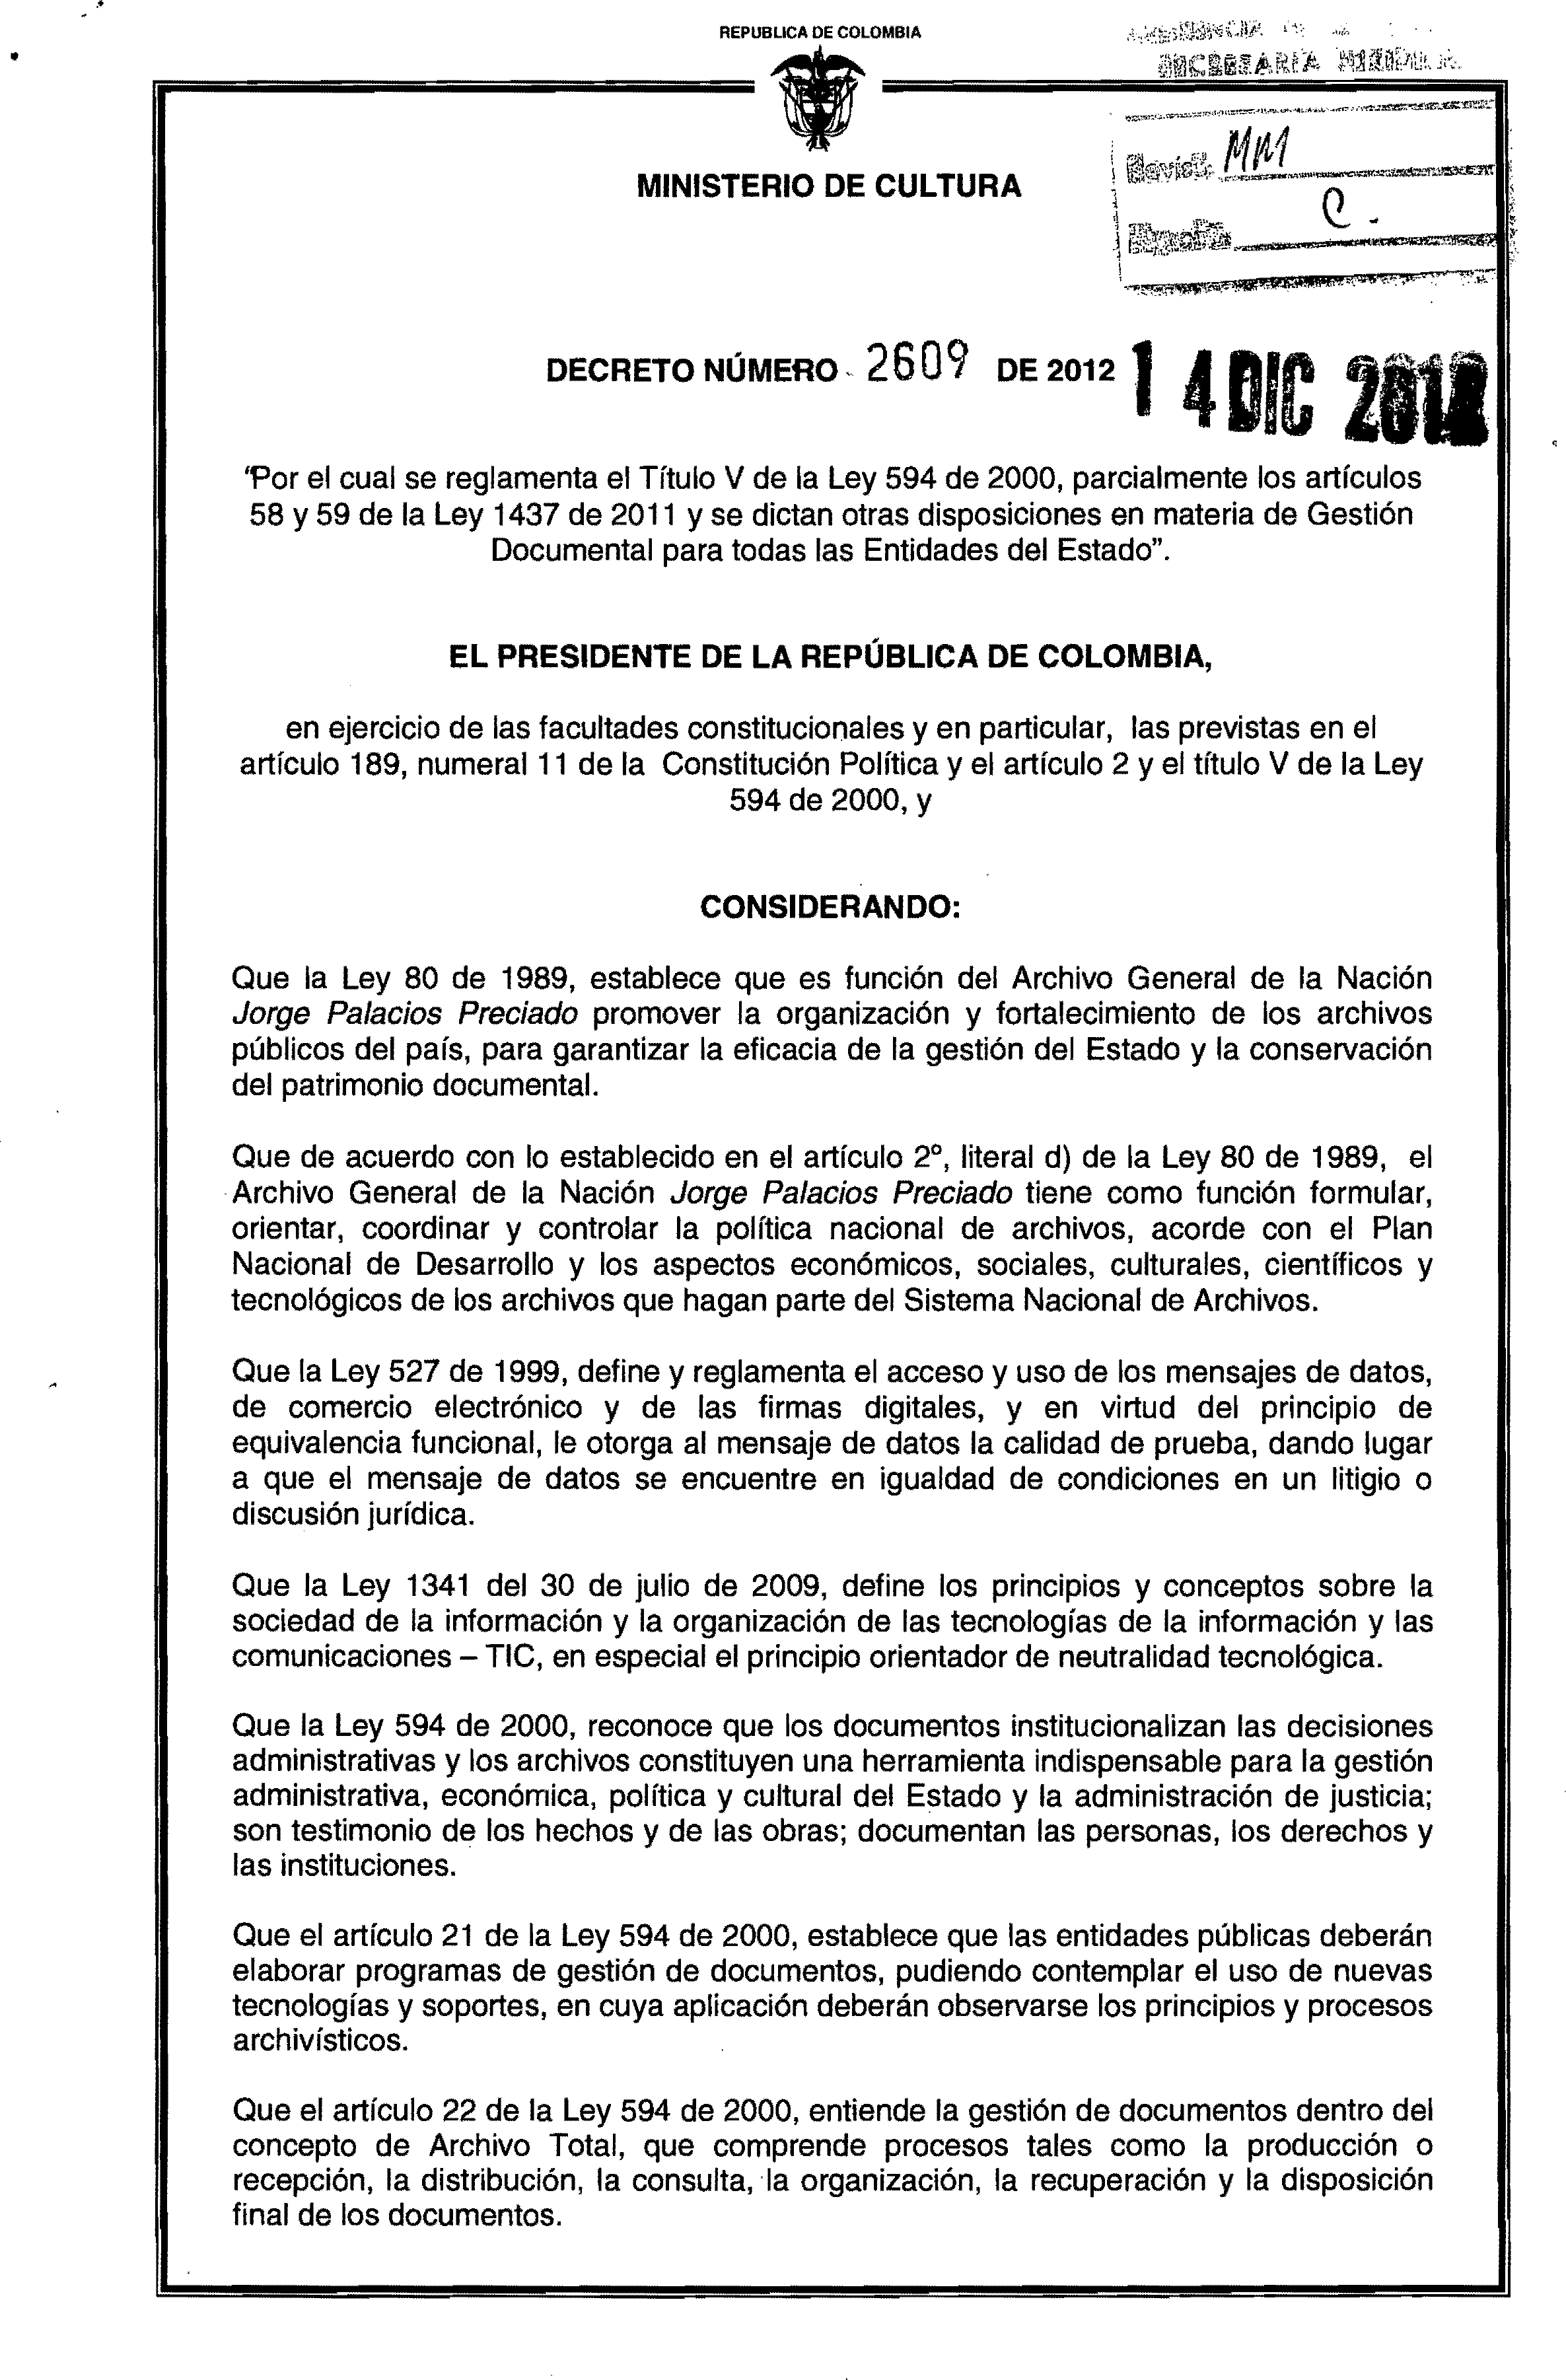 REPUBLICA DE COLOMBIA
MINISTERIO DE CULTURA
MM
C.
DECRETO NÚMERO 2609 DE 2012 14 DIC 2012
"Por el cual se reglamenta el Título V de la Ley 594 de 2000, parcialmente los artículos
58 y 59 de la Ley 1437 de 2011 y se dictan otras disposiciones en materia de Gestión
Documental para todas las Entidades del Estado".
EL PRESIDENTE DE LA REPÚBLICA DE COLOMBIA,
en ejercicio de las facultades constitucionales y en particular, las previstas en el
artículo 189, numeral 11 de la Constitución Política y el artículo 2 y el título V de la Ley
594 de 2000, y
CONSIDERANDO:
Que la Ley 80 de 1989, establece que es función del Archivo General de la Nación
Jorge Palacios Preciado promover la organización y fortalecimiento de los archivos
públicos del país, para garantizar la eficacia de la gestión del Estado y la conservación
del patrimonio documental.
Que de acuerdo con lo establecido en el artículo 2º, literal d) de la Ley 80 de 1989, el
Archivo General de la Nación Jorge Palacios Preciado tiene como función formular,
orientar, coordinar y controlar la política nacional de archivos, acorde con el Plan
Nacional de Desarrollo y los aspectos económicos, sociales, culturales, científicos y
tecnológicos de los archivos que hagan parte del Sistema Nacional de Archivos.
Que la Ley 527 de 1999, define y reglamenta el acceso y uso de los mensajes de datos,
de comercio electrónico y de las firmas digitales, y en virtud del principio de
equivalencia funcional, le otorga al mensaje de datos la calidad de prueba, dando lugar
a que el mensaje de datos se encuentre en igualdad de condiciones en un litigio o
discusión jurídica.
Que la Ley 1341 del 30 de julio de 2009, define los principios y conceptos sobre la
sociedad de la información y la organización de las tecnologías de la información y las
comunicaciones – TIC, en especial el principio orientador de neutralidad tecnológica.
Que la Ley 594 de 2000, reconoce que los documentos institucionalizan las decisiones
administrativas y los archivos constituyen una herramienta indispensable para la gestión
administrativa, económica, política y cultural del Estado y la administración de justicia;
son testimonio de los hechos y de las obras; documentan las personas, los derechos y
las instituciones.
Que el artículo 21 de la Ley 594 de 2000, establece que las entidades públicas deberán
elaborar programas de gestión de documentos, pudiendo contemplar el uso de nuevas
tecnologías y soportes, en cuya aplicación deberán observarse los principios y procesos
archivísticos.
Que el artículo 22 de la Ley 594 de 2000, entiende la gestión de documentos dentro del
concepto de Archivo Total, que comprende procesos tales como la producción o
recepción, la distribución, la consulta, la organización, la recuperación y la disposición
final de los documentos.